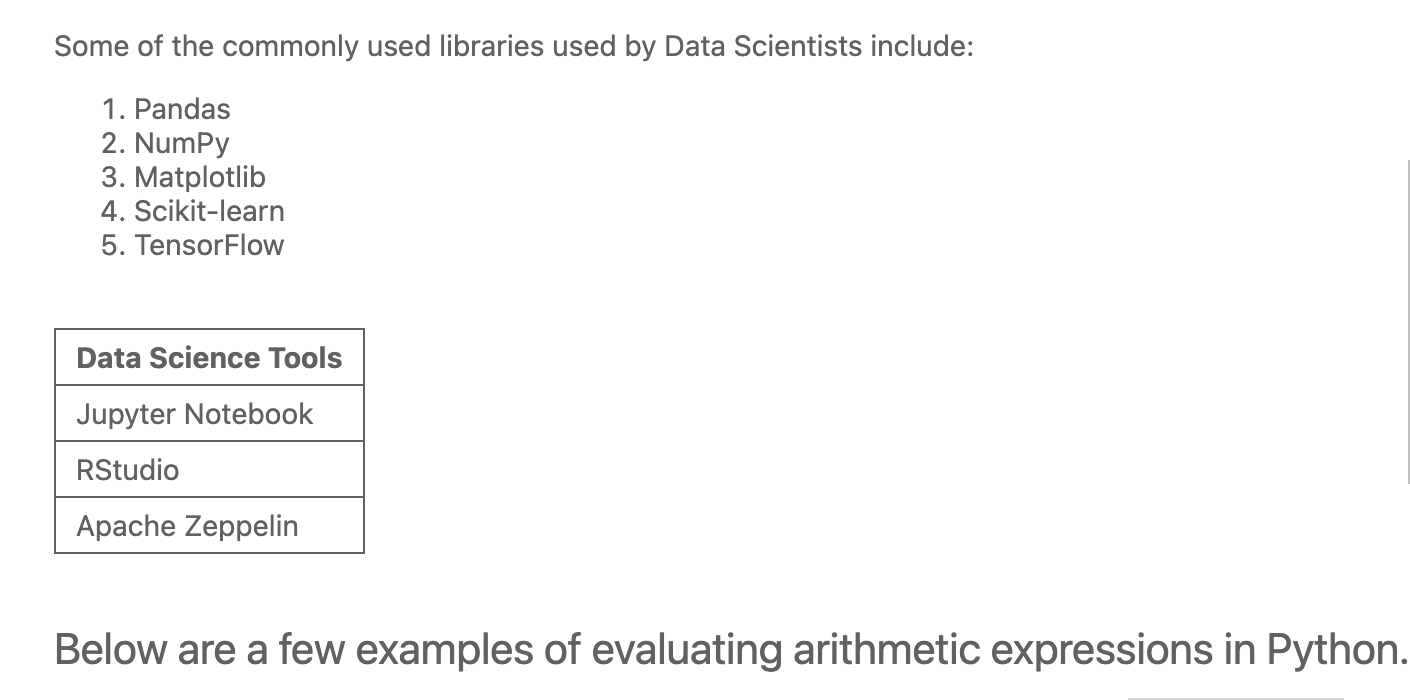 Some of the commonly used libraries used by Data Scientists include:
1. Pandas
2. NumPy
3. Matplotlib
4. Scikit-learn
5. TensorFlow
Data Science Tools
Jupyter Notebook
RStudio
Apache Zeppelin
Below are a few examples of evaluating arithmetic expressions in Python.